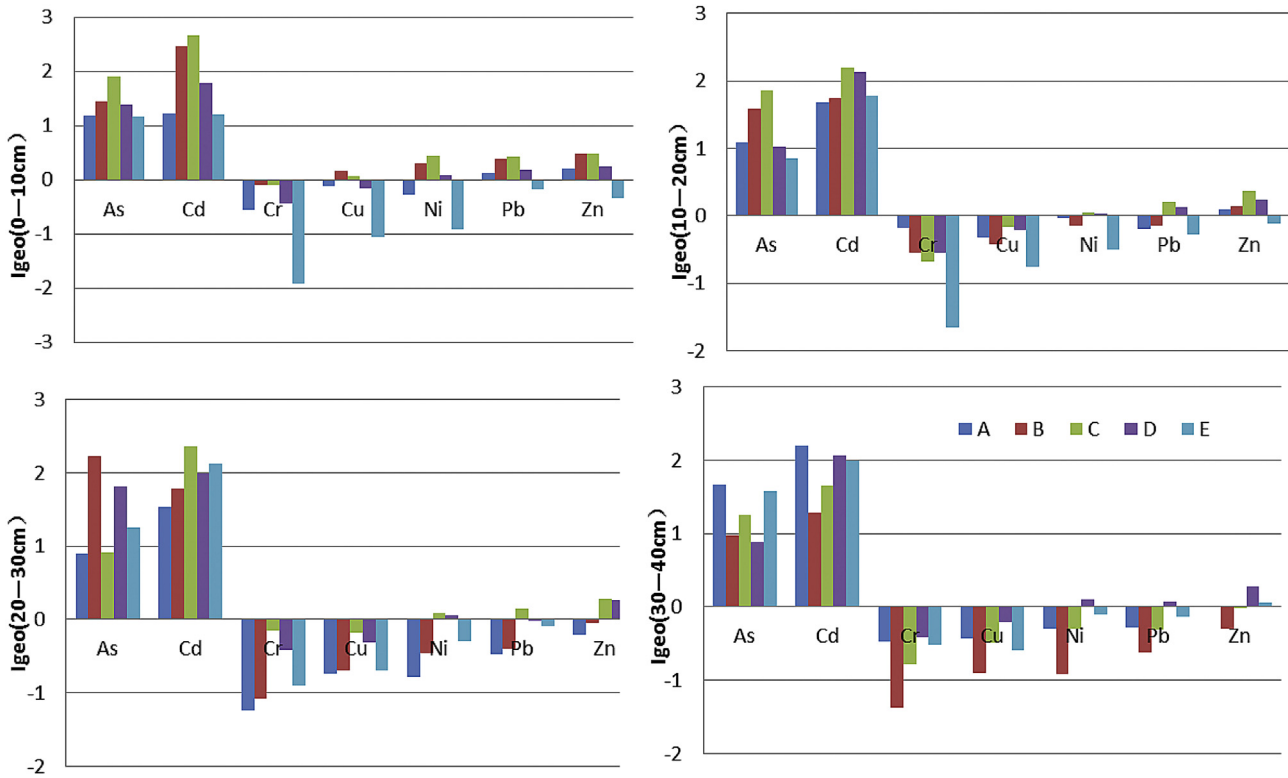 3
2
1
0
-1
-2
-3
Igeo(0—10cm)
As Cd Cr Cu Ni Pb Zn
3
2
1
0
-1
-2
Igeo(10—20cm)
As Cd Cr Cu Ni Pb Zn
3
2
1
0
-1
-2
Igeo(20—30cm)
As Cd Cr Cu Ni Pb Zn
3
2
1
0
-1
-2
Igeo(30—40cm)
A B C D E
As Cd Cr Cu Ni Pb Zn